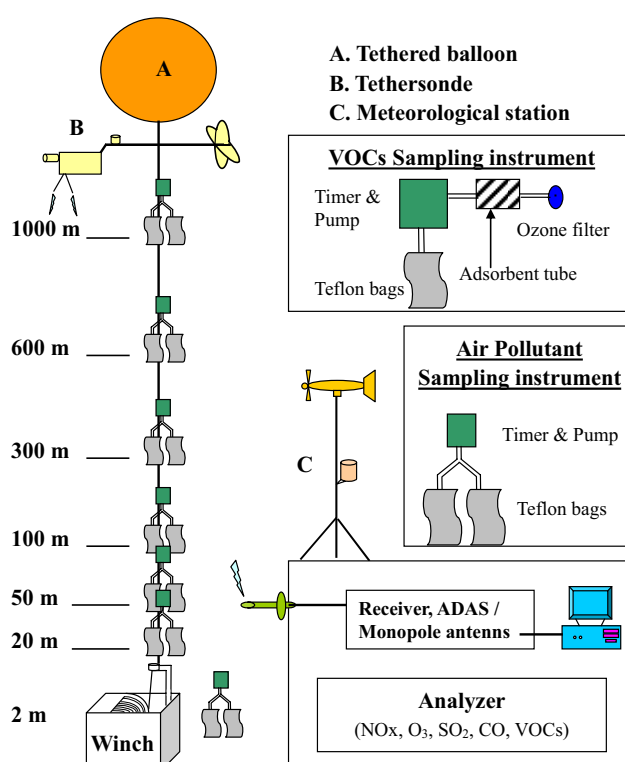 A
A. Tethered balloon
B. Tethersonde
C. Meteorological station
B
VOCs Sampling instrument
Timer &
Pump
Ozone filter
Adsorbent tube
Teflon bags
1000 m
600 m
300 m
100 m
50 m
20 m
2 m
Winch
Air Pollutant
Sampling instrument
Timer & Pump
Teflon bags
C
Receiver, ADAS /
Monopole antenns
Analyzer
(NOx, O₃, SO₂, CO, VOCs)